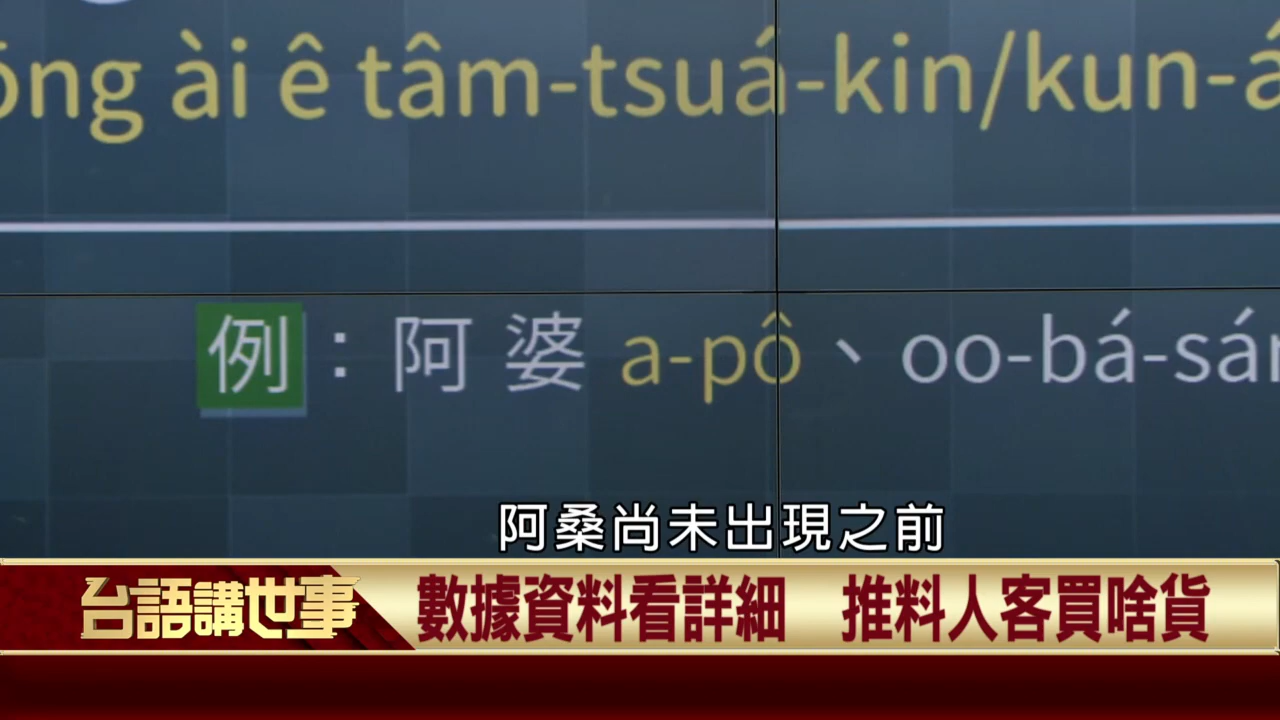 ông ài ê tâm-tsuá-kin/kun-á
例：阿婆 a-pô、oo-bá-sán
阿桑尚未出現之前
台語講世事 數據資料看詳細 推料人客買啥貨